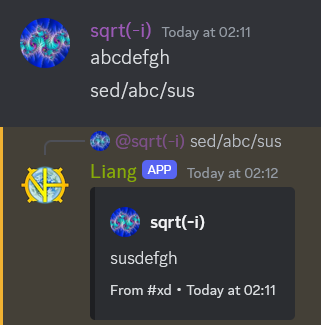 sqrt(-i) Today at 02:11
abcdefgh
sed/abc/sus
@sqrt(-i) sed/abc/sus
Liang APP Today at 02:12
sqrt(-i)
susdefgh
From #xd • Today at 02:11